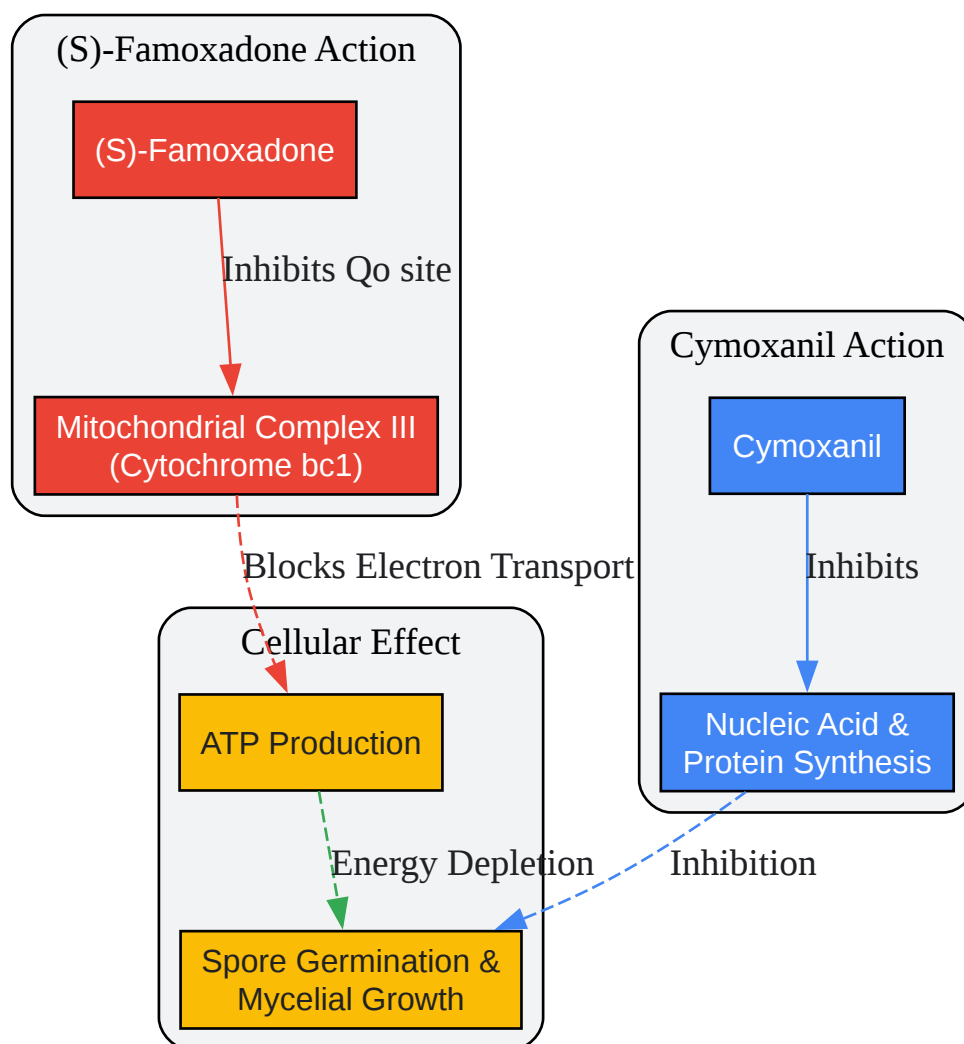 (S)-Famoxadone Action
(S)-Famoxadone
Inhibits Qo site
Mitochondrial Complex III
(Cytochrome bc1)
Cymoxanil Action
Cymoxanil
Blocks Electron Transport
Inhibits
Cellular Effect
ATP Production
Nucleic Acid &
Protein Synthesis
Energy Depletion
Inhibition
Spore Germination &
Mycelial Growth